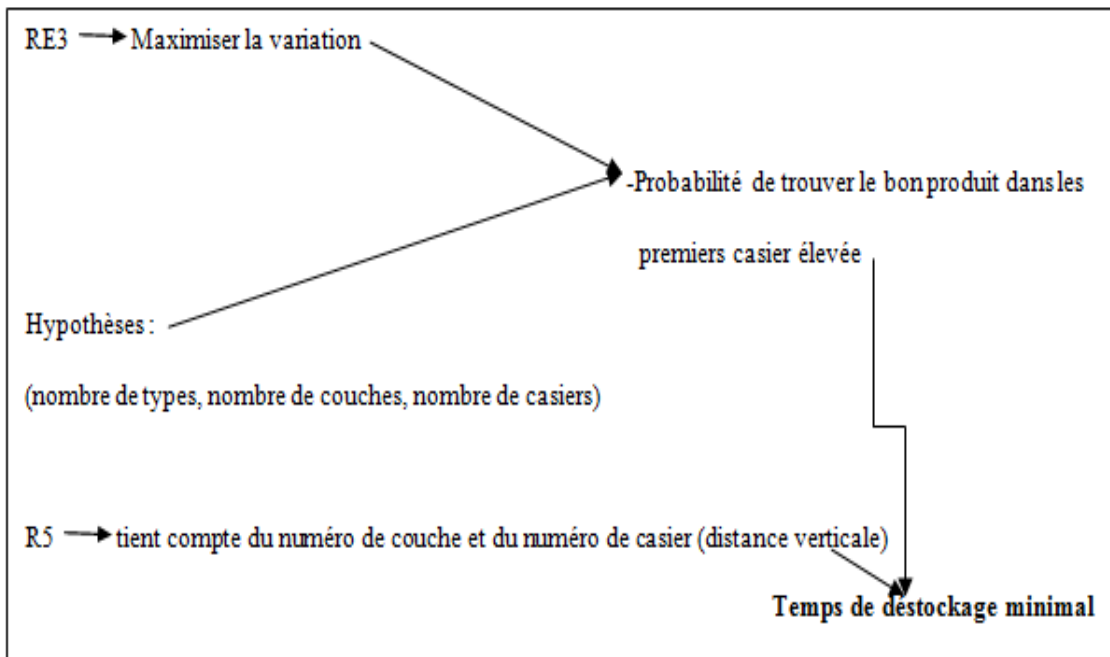 RE3 Maximiser la variation
-Probabilité de trouver le bon produit dans les
premiers casier élevée
Hypothèses :
(nombre de types, nombre de couches, nombre de casiers)
R5 tient compte du numéro de couche et du numéro de casier (distance verticale)
Temps de déstockage minimal